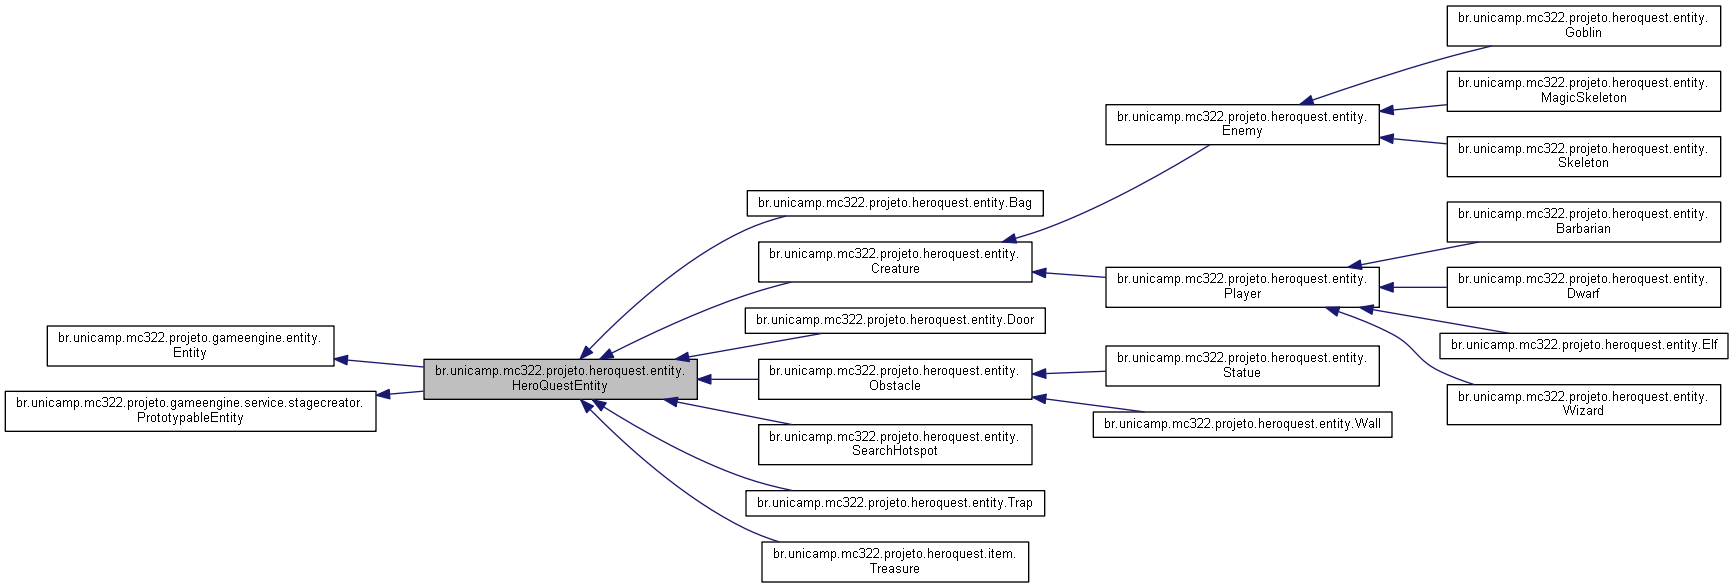 br.unicamp.mc322.projeto.gameengine.entity.
Entity
br.unicamp.mc322.projeto.gameengine.service.stagecreator.
PrototypableEntity
br.unicamp.mc322.projeto.heroquest.entity.
HeroQuestEntity
br.unicamp.mc322.projeto.heroquest.entity.Bag
br.unicamp.mc322.projeto.heroquest.entity.
Creature
br.unicamp.mc322.projeto.heroquest.entity.Door
br.unicamp.mc322.projeto.heroquest.entity.
Obstacle
br.unicamp.mc322.projeto.heroquest.entity.
SearchHotspot
br.unicamp.mc322.projeto.heroquest.entity.Trap
br.unicamp.mc322.projeto.heroquest.item.
Treasure
br.unicamp.mc322.projeto.heroquest.entity.
Enemy
br.unicamp.mc322.projeto.heroquest.entity.
Player
br.unicamp.mc322.projeto.heroquest.entity.
Statue
br.unicamp.mc322.projeto.heroquest.entity.Wall
br.unicamp.mc322.projeto.heroquest.entity.
Goblin
br.unicamp.mc322.projeto.heroquest.entity.
MagicSkeleton
br.unicamp.mc322.projeto.heroquest.entity.
Skeleton
br.unicamp.mc322.projeto.heroquest.entity.
Barbarian
br.unicamp.mc322.projeto.heroquest.entity.
Dwarf
br.unicamp.mc322.projeto.heroquest.entity.Elf
br.unicamp.mc322.projeto.heroquest.entity.
Wizard